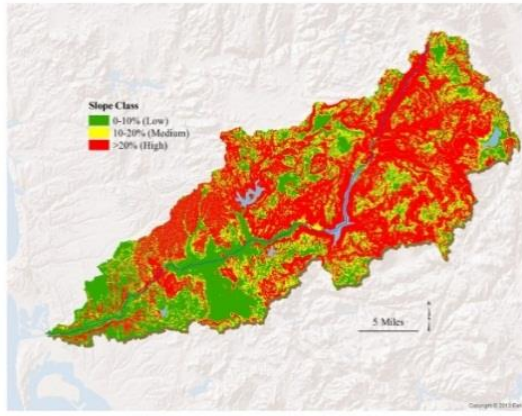 Slope Class
0-10% (Low)
10-20% (Medium)
>20% (High)
5 Miles